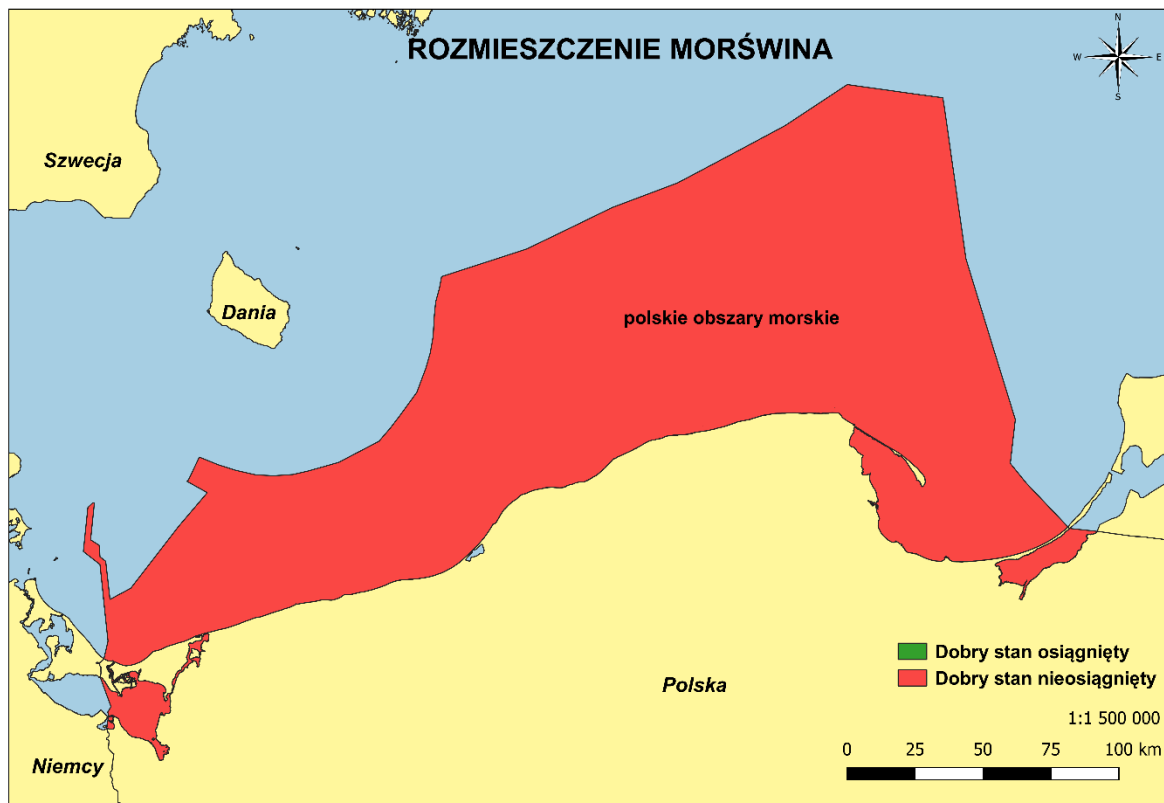 ROZMIESZCZENIE MORŚWINA
N
W E
S
Szwecja
Dania
polskie obszary morskie
Dobry stan osiągnięty
Dobry stan nieosiągnięty
Polska
1:1 500 000
0 25 50 75 100 km
Niemcy